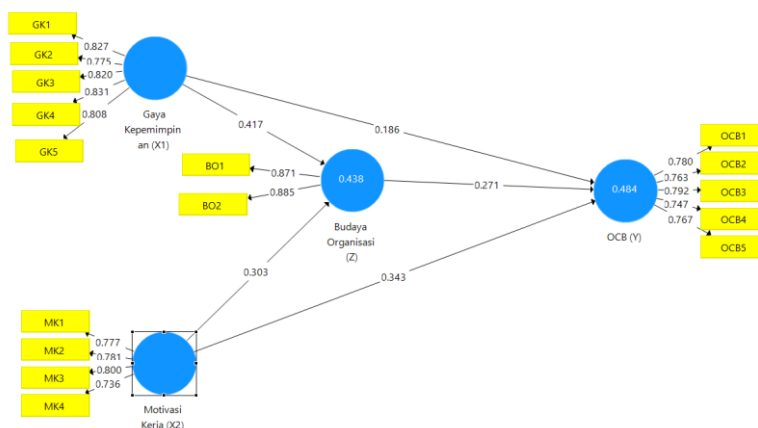 GK1
GK2
GK3
GK4
GK5
0.827
0.775
0.820
0.831
0.808
Gaya
Kepemimpin
an (X1)
0.417
0.186
BO1
BO2
0.871
0.885
0.438
Budaya
Organisasi
(Z)
0.271
0.303
0.343
0.484
OCB (Y)
0.780
0.763
0.792
0.747
0.767
OCB1
OCB2
OCB3
OCB4
OCB5
MK1
MK2
MK3
MK4
0.777
0.781
0.800
0.736
Motivasi
Kerja (X2)